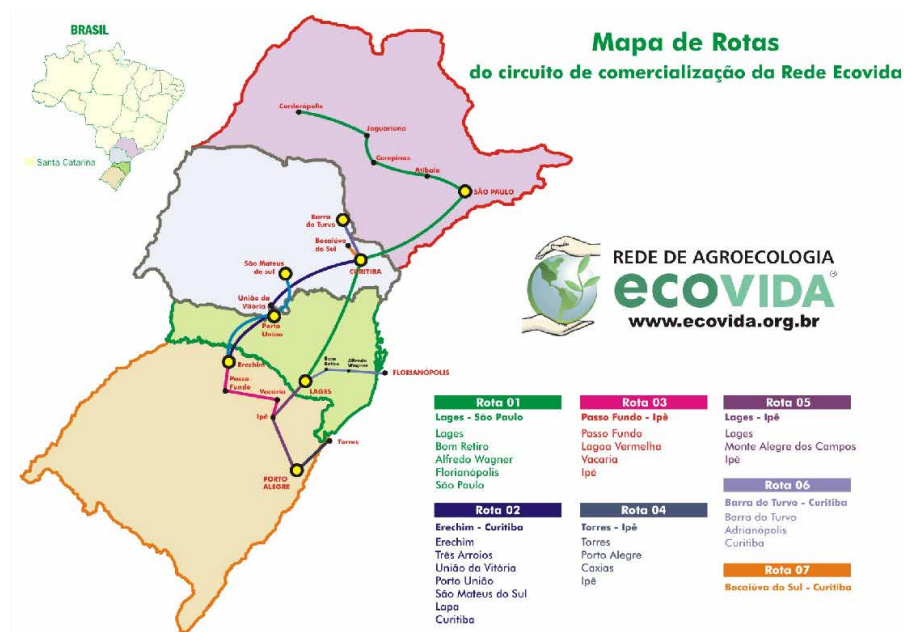 BRASIL
Santa Catarina
Mapa de Rotas
do circuito de comercialização da Rede Ecovida
Corderópolis
Jaguariuna
Campinas
Atibaia
SÃO PAULO
Barra
do Turvo
Bocaiúva
do Sul
CURITIBA
São Mateus
do sul
União da
Vitória
Porto
União
Erechim
Passo
Fundo
Vacaria
Ipê
Bom
Retiro
Alfredo
Wagner
FLORIANÓPOLIS
LAGES
Torres
PORTO
ALEGRE
REDE DE AGROECOLOGIA
ecovida
®
www.ecovida.org.br
Rota 01
Lages - São Paulo
Lages
Bom Retiro
Alfredo Wagner
Florianópolis
São Paulo
Rota 02
Erechim - Curitiba
Erechim
Três Arroios
União da Vitória
Porto União
São Mateus do Sul
Lapa
Curitiba
Rota 03
Passo Fundo - Ipê
Passo Fundo
Lagoa Vermelha
Vacaria
Ipê
Rota 04
Torres - Ipê
Torres
Porto Alegre
Caxias
Ipê
Rota 05
Lages - Ipê
Lages
Monte Alegre dos Campos
Ipê
Rota 06
Barra do Turvo - Curitiba
Barra do Turvo
Adrianópolis
Curitiba
Rota 07
Bocaiúva do Sul - Curitiba